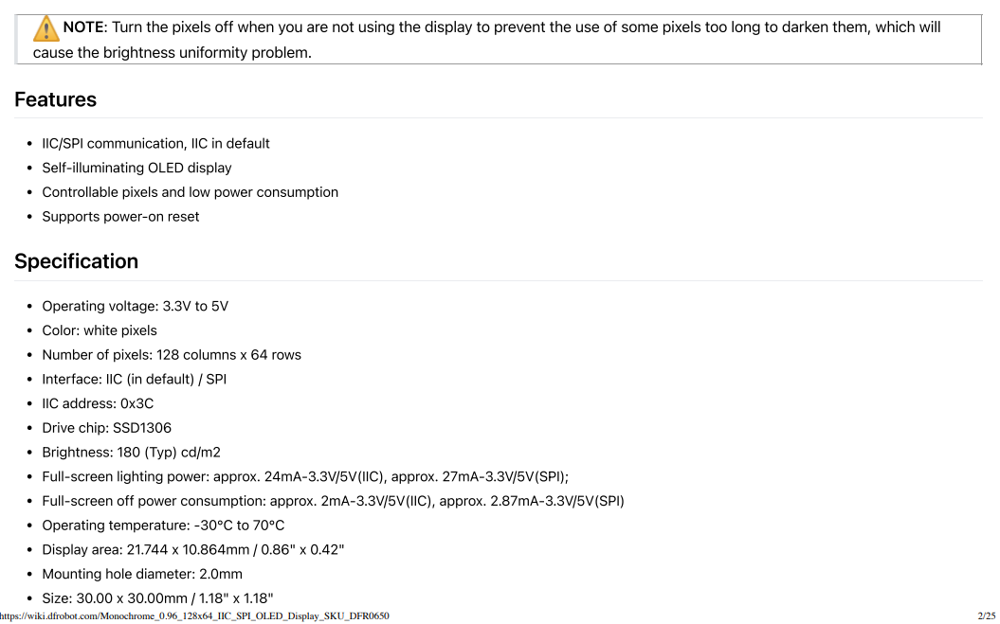 NOTE: Turn the pixels off when you are not using the display to prevent the use of some pixels too long to darken them, which will
cause the brightness uniformity problem.
Features
• IIC/SPI communication, IIC in default
• Self-illuminating OLED display
• Controllable pixels and low power consumption
• Supports power-on reset
Specification
• Operating voltage: 3.3V to 5V
• Color: white pixels
• Number of pixels: 128 columns x 64 rows
• Interface: IIC (in default) / SPI
• IIC address: 0x3C
• Drive chip: SSD1306
• Brightness: 180 (Typ) cd/m2
• Full-screen lighting power: approx. 24mA-3.3V/5V(IIC), approx. 27mA-3.3V/5V(SPI);
• Full-screen off power consumption: approx. 2mA-3.3V/5V(IIC), approx. 2.87mA-3.3V/5V(SPI)
• Operating temperature: -30°C to 70°C
• Display area: 21.744 x 10.864mm / 0.86" x 0.42"
• Mounting hole diameter: 2.0mm
• Size: 30.00 x 30.00mm / 1.18" x 1.18"
https://wiki.dfrobot.com/Monochrome_0.96_128x64_IIC_SPI_OLED_Display_SKU_DFR0650 2/25